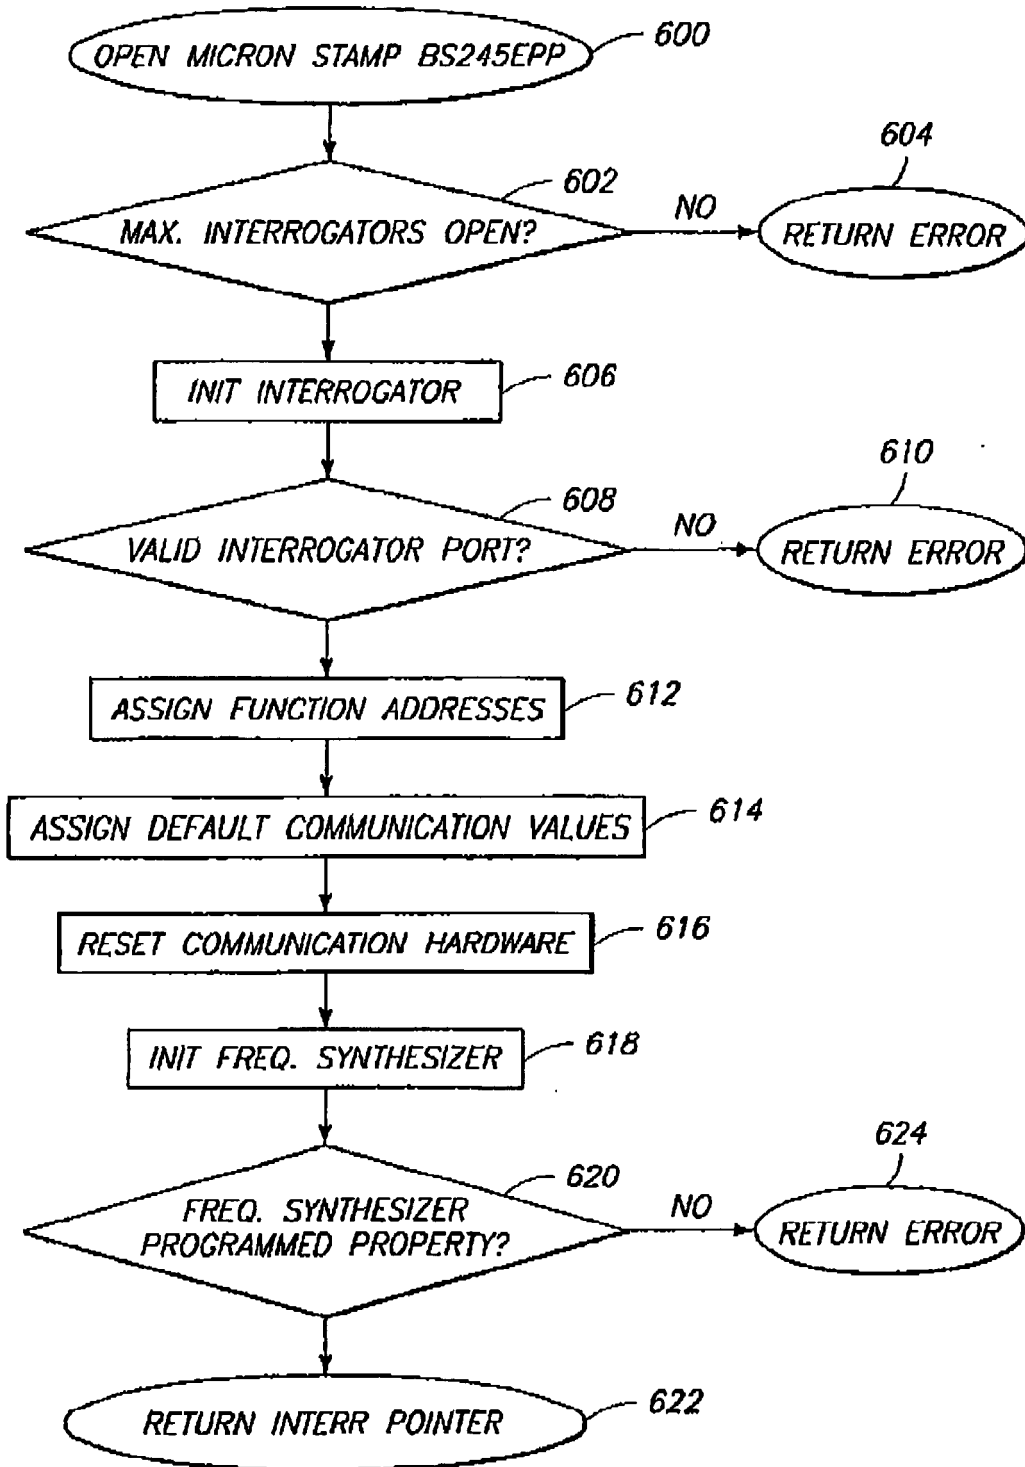 OPEN MICRON STAMP BS245EPP
600
MAX. INTERROGATORS OPEN?
602
NO
604
RETURN ERROR
INIT INTERROGATOR
606
VALID INTERROGATOR PORT?
608
NO
610
RETURN ERROR
ASSIGN FUNCTION ADDRESSES
612
ASSIGN DEFAULT COMMUNICATION VALUES
614
RESET COMMUNICATION HARDWARE
616
INIT FREQ. SYNTHESIZER
618
FREQ. SYNTHESIZER
PROGRAMMED PROPERTY?
620
NO
624
RETURN ERROR
RETURN INTERR POINTER
622